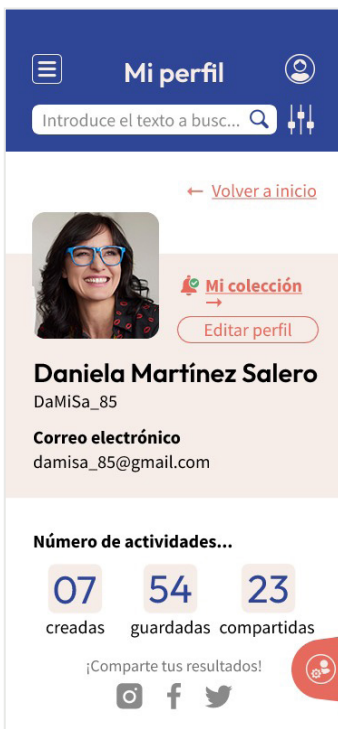 Mi perfil
Introduce el texto a busc...
← Volver a inicio
Mi colección
→
Editar perfil
Daniela Martínez Salero
DaMiSa_85
Correo electrónico
damisa_85@gmail.com
Número de actividades...
07 54 23
creadas guardadas compartidas
¡Comparte tus resultados!